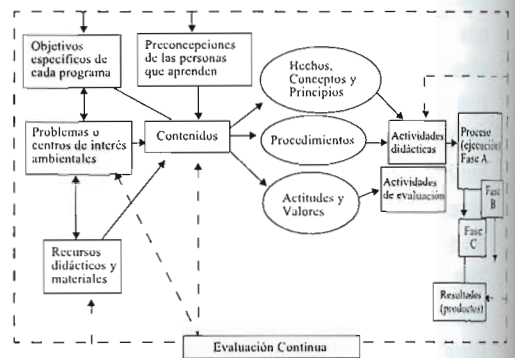 Objetivos
específicos de
cada programa
Preconcepciones
de las personas
que aprenden
Hechos,
Conceptos y
Principios
Problemas o
centros de interés
ambientales
Contenidos
Procedimientos
Actividades
didácticas
Proceso
(ejecución)
Fase A
Actitudes y
Valores
Actividades
de evaluación
Fase
B
Fase
C
Recursos
didácticos y
materiales
Resultados
(productos)
Evaluación Continua